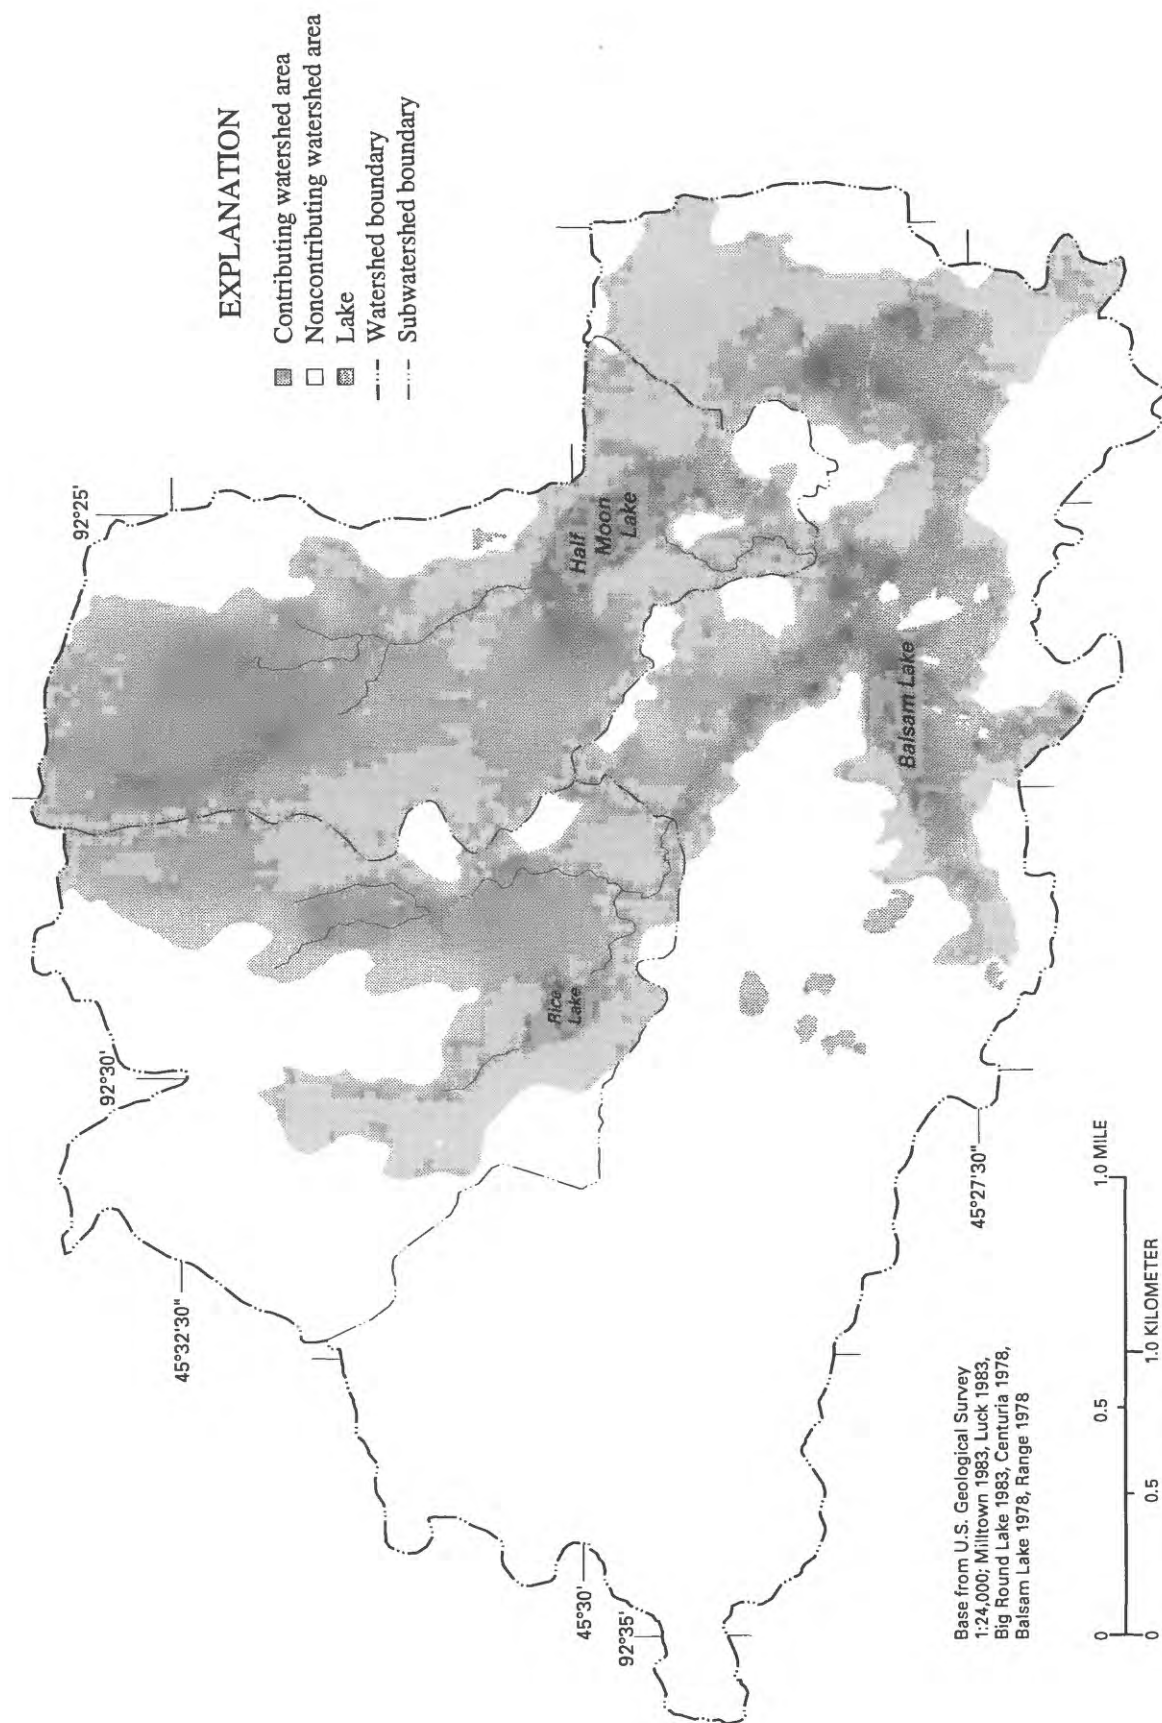 EXPLANATION
Contributing watershed area
Noncontributing watershed area
Lake
Watershed boundary
Subwatershed boundary
92°25'
92°30'
45°32'30"
Half
Moon
Lake
Rice
Lake
Balsam Lake
45°30'
92°35'
45°27'30"
Base from U.S. Geological Survey
1:24,000; Milltown 1983, Luck 1983,
Big Round Lake 1983, Centuria 1978,
Balsam Lake 1978, Range 1978
0 0.5 1.0 MILE
0 0.5 1.0 KILOMETER